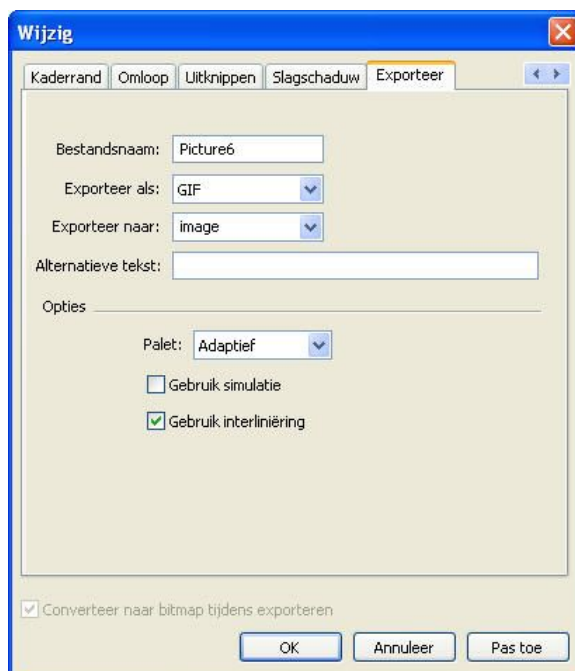 Wijzig
Kaderrand Omloop Uitknippen Slagschaduw Exporteer
Bestandsnaam: Picture6
Exporteer als: GIF
Exporteer naar: image
Alternatieve tekst:
Opties
Palet: Adaptief
Gebruik simulatie
Gebruik interliniëring
Converteer naar bitmap tijdens exporteren
OK Annuleer Pas toe